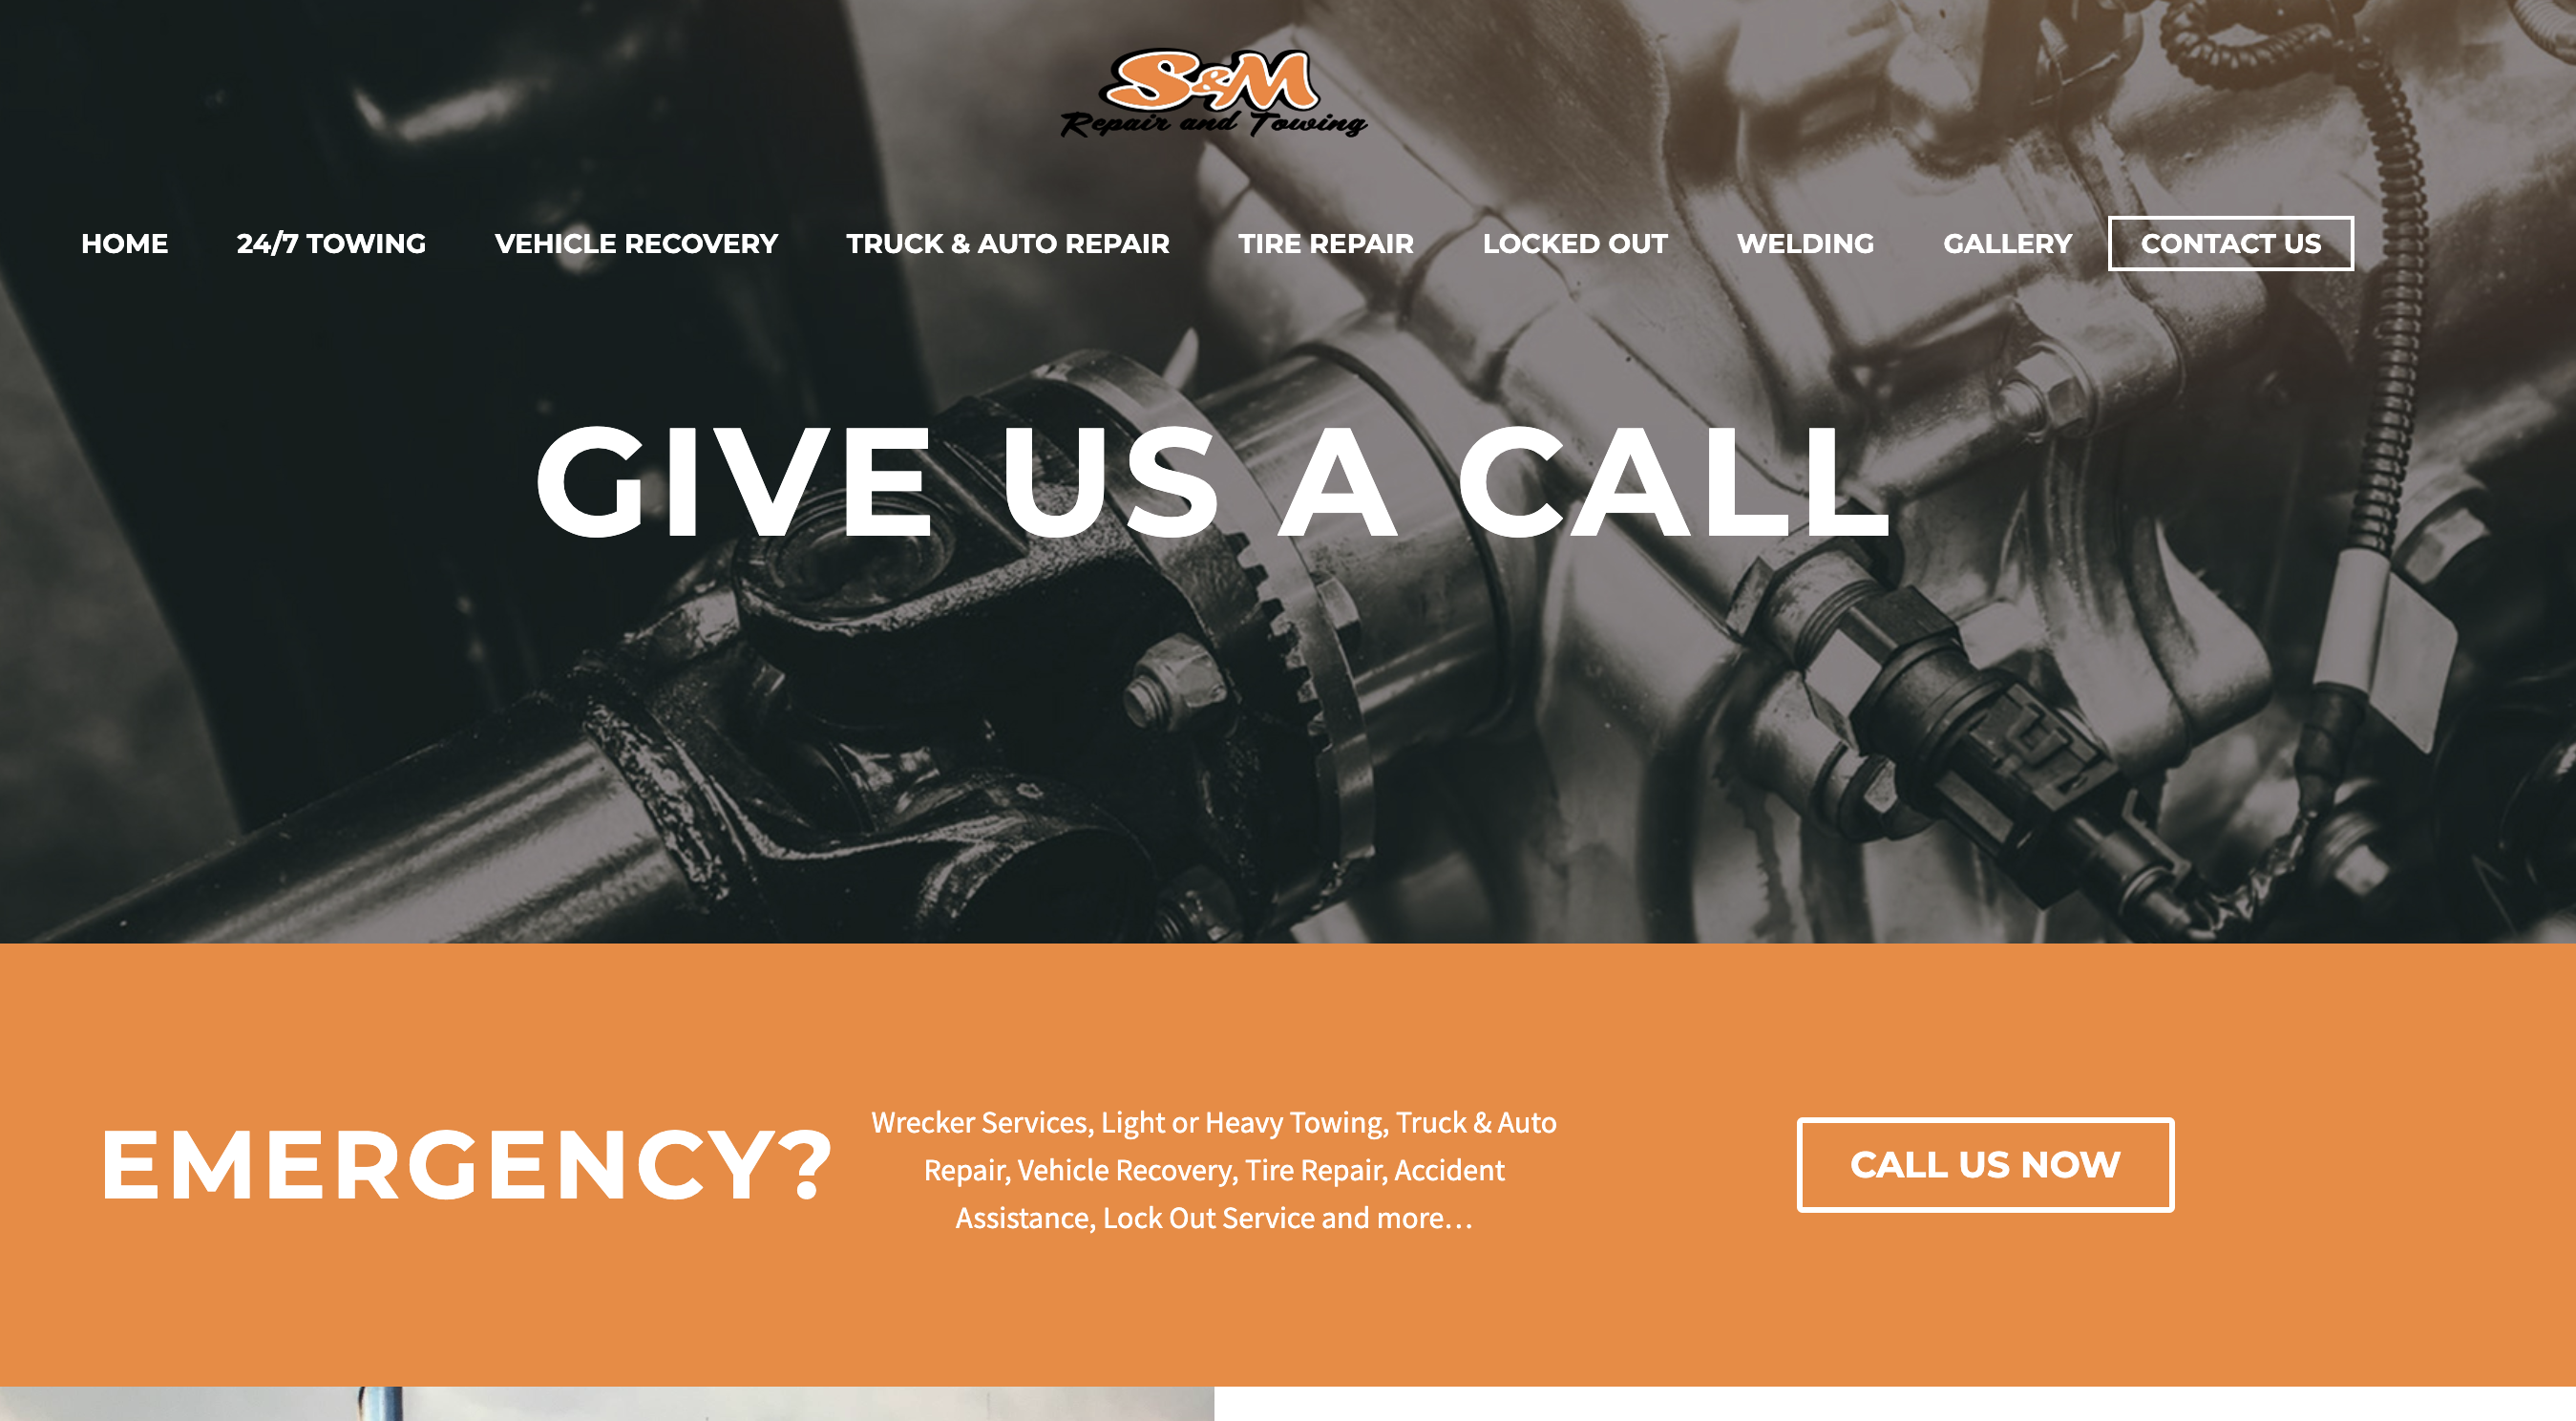 S&M
Repair and Towing
HOME 24/7 TOWING VEHICLE RECOVERY TRUCK & AUTO REPAIR TIRE REPAIR LOCKED OUT WELDING GALLERY CONTACT US
GIVE US A CALL
EMERGENCY?
Wrecker Services, Light or Heavy Towing, Truck & Auto
Repair, Vehicle Recovery, Tire Repair, Accident
Assistance, Lock Out Service and more…
CALL US NOW